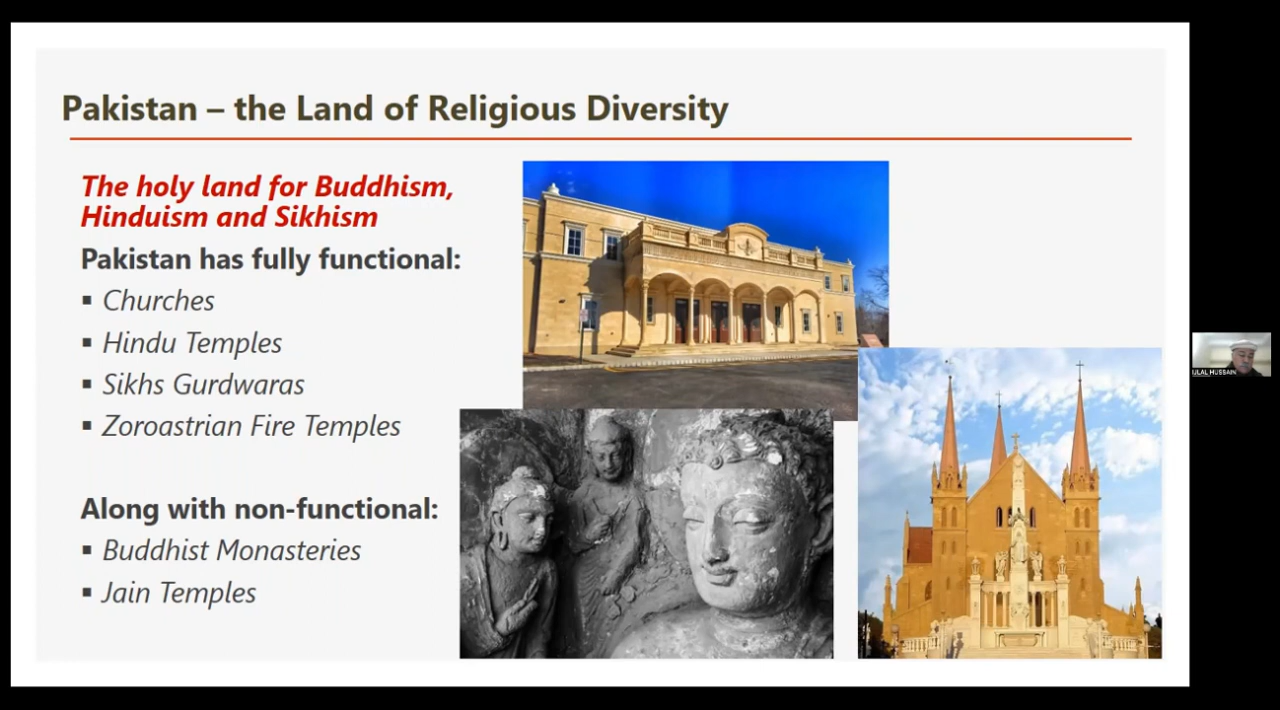 Pakistan – the Land of Religious Diversity
The holy land for Buddhism,
Hinduism and Sikhism
Pakistan has fully functional:
▪ Churches
▪ Hindu Temples
▪ Sikhs Gurdwaras
▪ Zoroastrian Fire Temples
Along with non-functional:
▪ Buddhist Monasteries
▪ Jain Temples
HUSSAIN